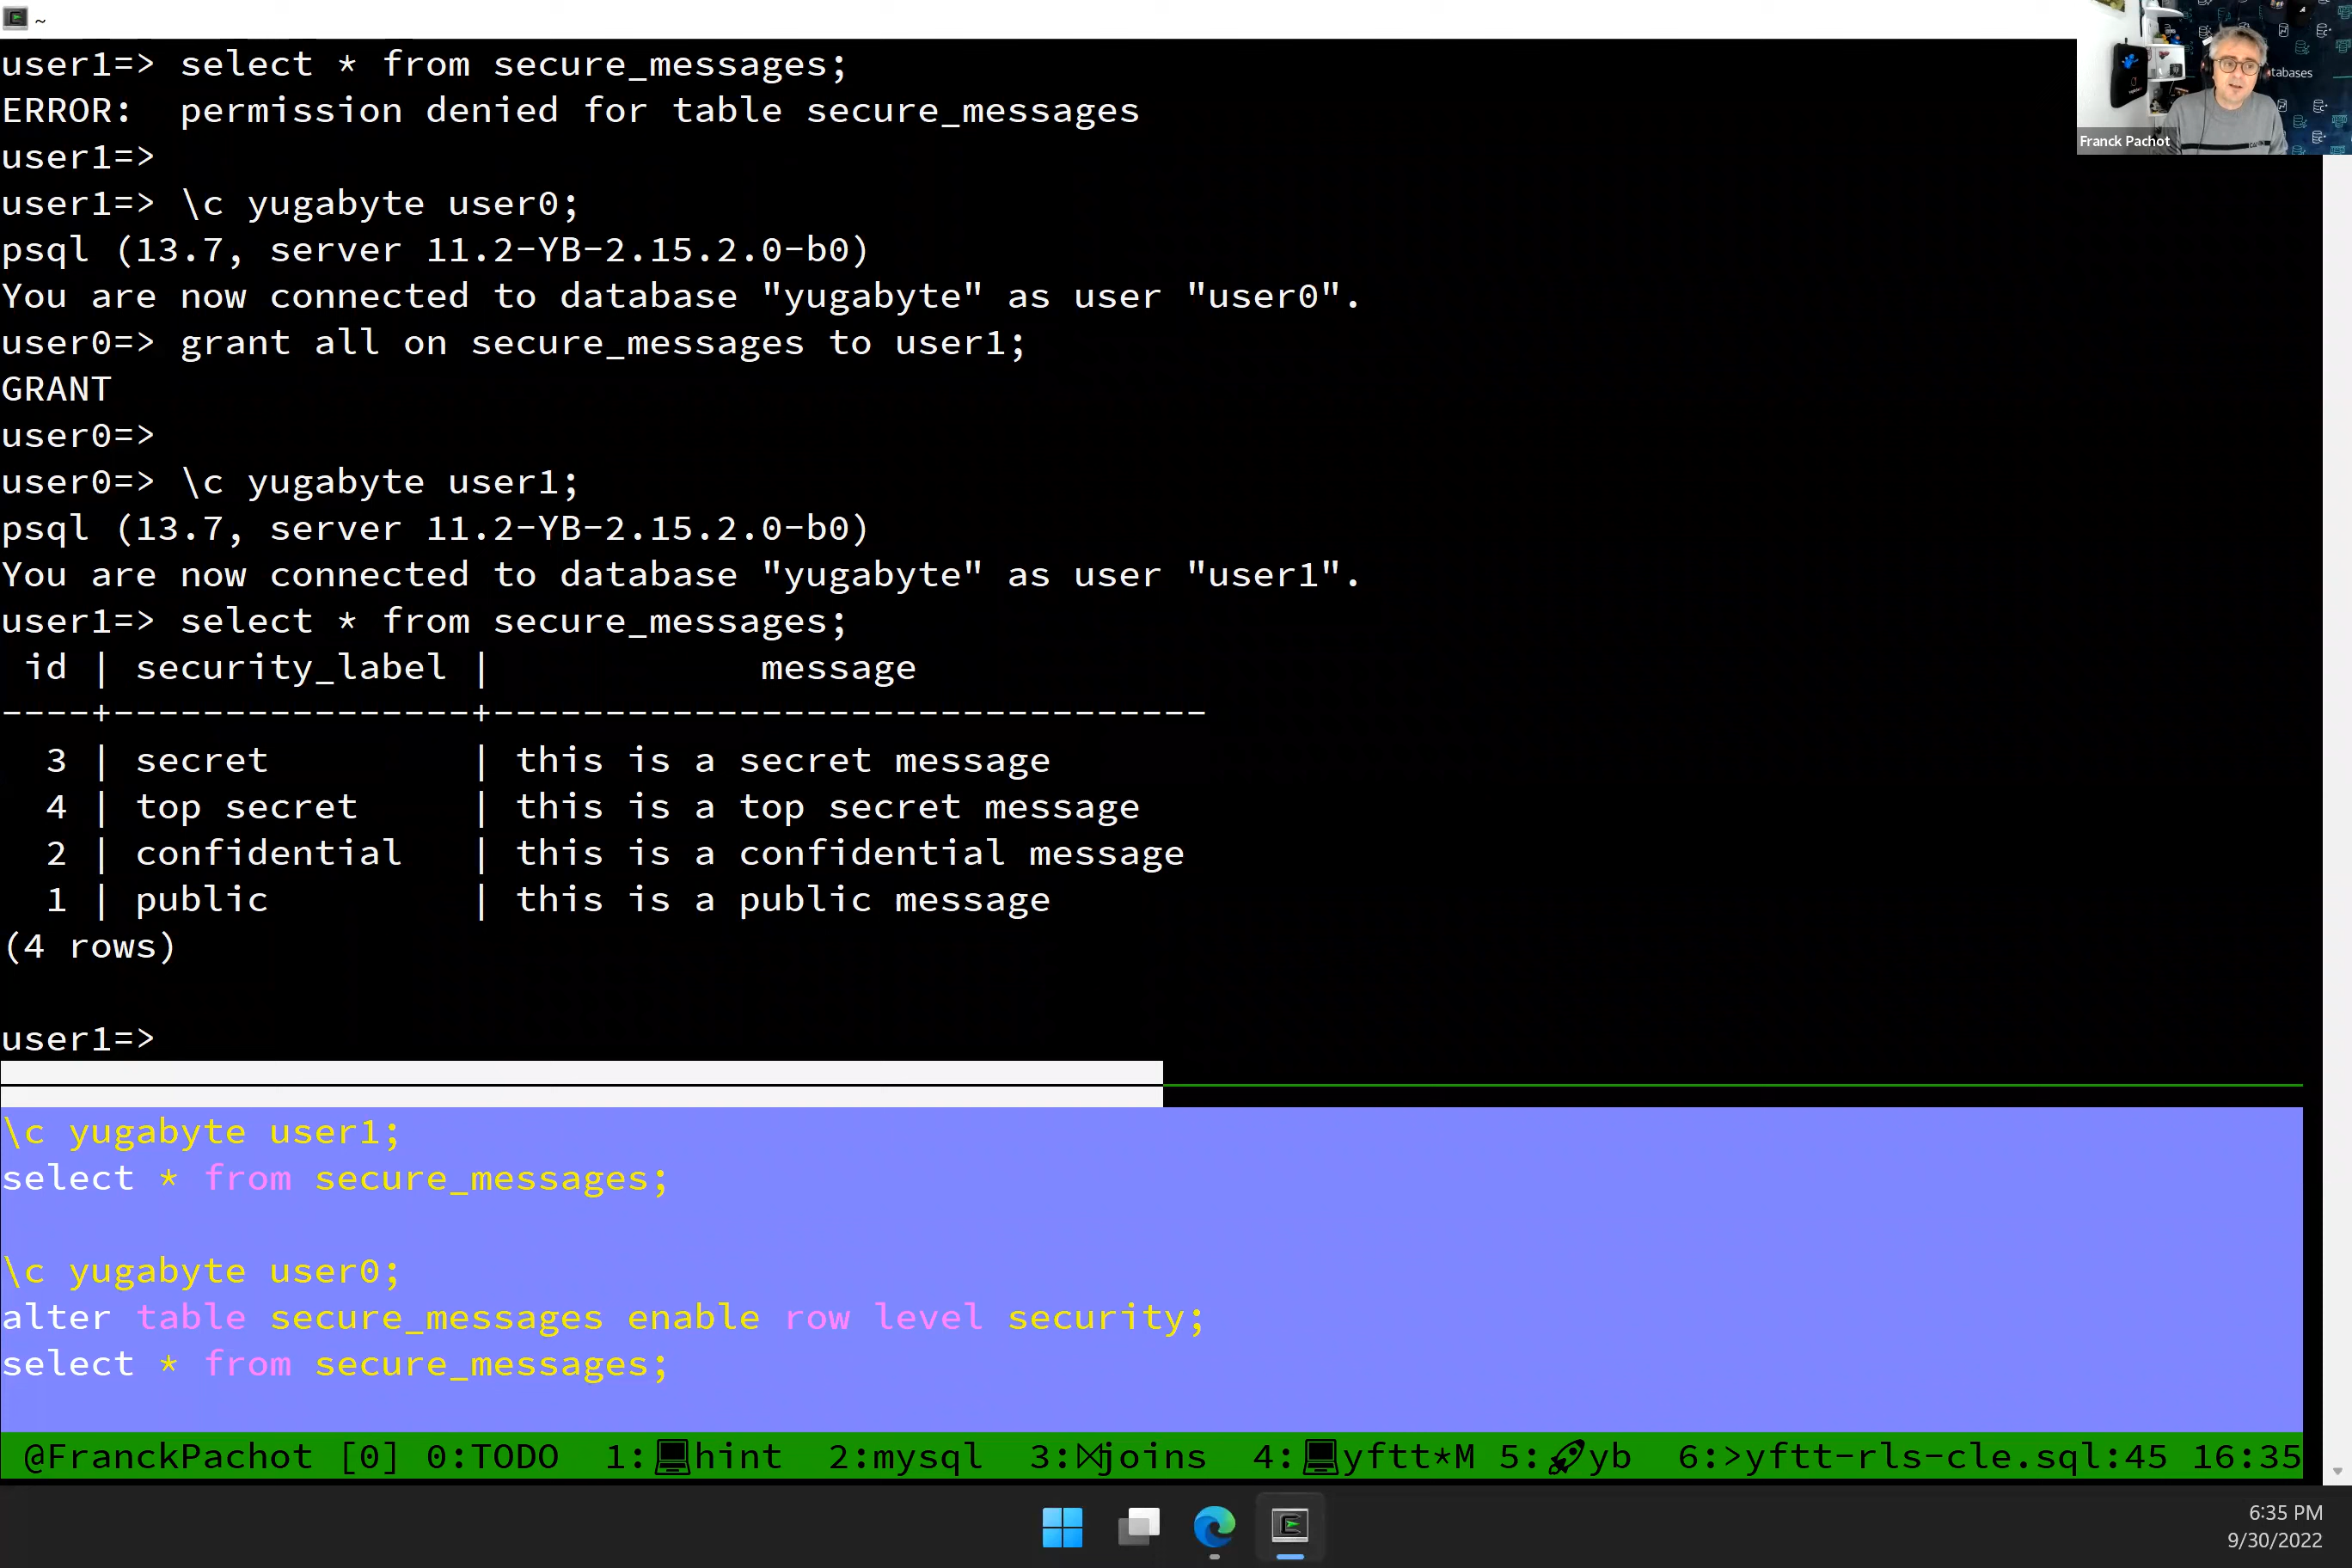 ~
user1=> select * from secure_messages;
ERROR:  permission denied for table secure_messages
user1=>
user1=> \c yugabyte user0;
psql (13.7, server 11.2-YB-2.15.2.0-b0)
You are now connected to database "yugabyte" as user "user0".
user0=> grant all on secure_messages to user1;
GRANT
user0=>
user0=> \c yugabyte user1;
psql (13.7, server 11.2-YB-2.15.2.0-b0)
You are now connected to database "yugabyte" as user "user1".
user1=> select * from secure_messages;
 id | security_label |            message
----+----------------+--------------------------------
  3 | secret         | this is a secret message
  4 | top secret     | this is a top secret message
  2 | confidential   | this is a confidential message
  1 | public         | this is a public message
(4 rows)
user1=>
\c yugabyte user1;
select * from secure_messages;
\c yugabyte user0;
alter table secure_messages enable row level security;
select * from secure_messages;
@FranckPachot [0] 0:TODO  1:💻hint  2:mysql  3:⋈joins  4:💻yftt*M 5:🚀yb  6:>yftt-rls-cle.sql:45 16:35
tabases
Franck Pachot
6:35 PM
9/30/2022